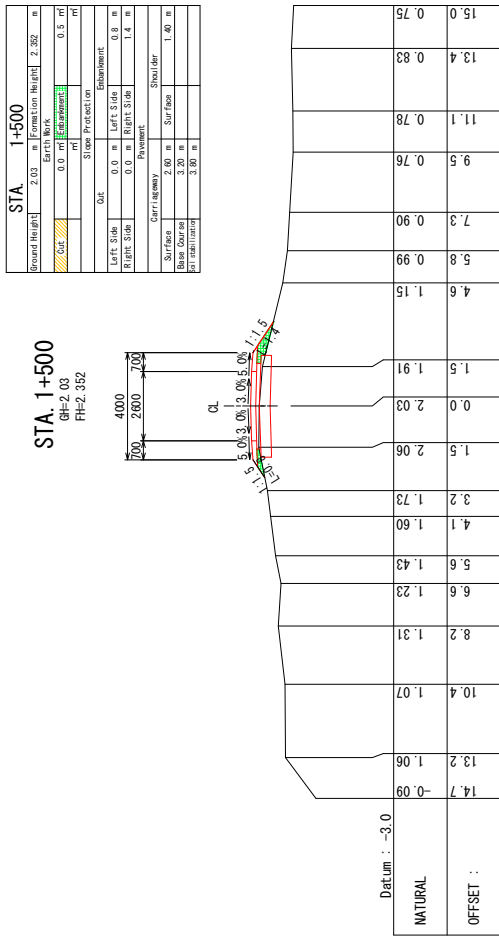 STA. 1+500
Ground Height 2.03 m Formation Height 2.352 m
Earth Work
Cut 0.0 ㎡ Embankment 0.5 ㎡
㎡ ㎡
Slope Protection
Cut Embankment
Left Side 0.0 m Left Side 0.8 m
Right Side 0.0 m Right Side 1.4 m
Pavement
Carriageway Shoulder
Surface 2.60 m Surface 1.40 m
Base Course 3.20 m
3.80 m
STA. 1+500
GH=2.03
FH=2.352
4000
700 2600 700
CL
5.0% 3.0% 3.0% 5.0%
1:1.5 1:1.5
Datum : -3.0
NATURAL -0.09 1.06 1.07 1.31 1.23 1.43 1.60 1.73 2.06 2.03 1.91 1.15 0.99 0.90 0.76 0.78 0.83 0.75
OFFSET : 14.7 13.2 10.4 8.2 6.6 5.6 4.1 3.2 1.5 0.0 1.5 4.6 5.8 7.3 9.5 11.1 13.4 15.0